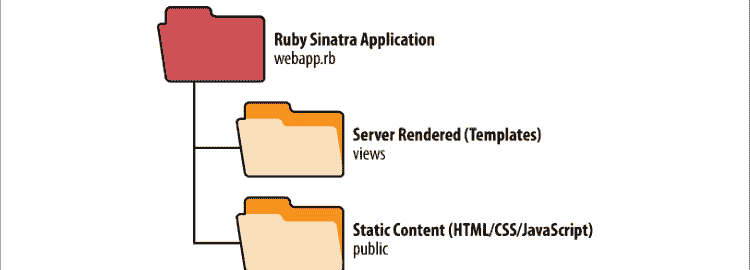 Ruby Sinatra Application
webapp.rb
Server Rendered (Templates)
views
Static Content (HTML/CSS/JavaScript)
public